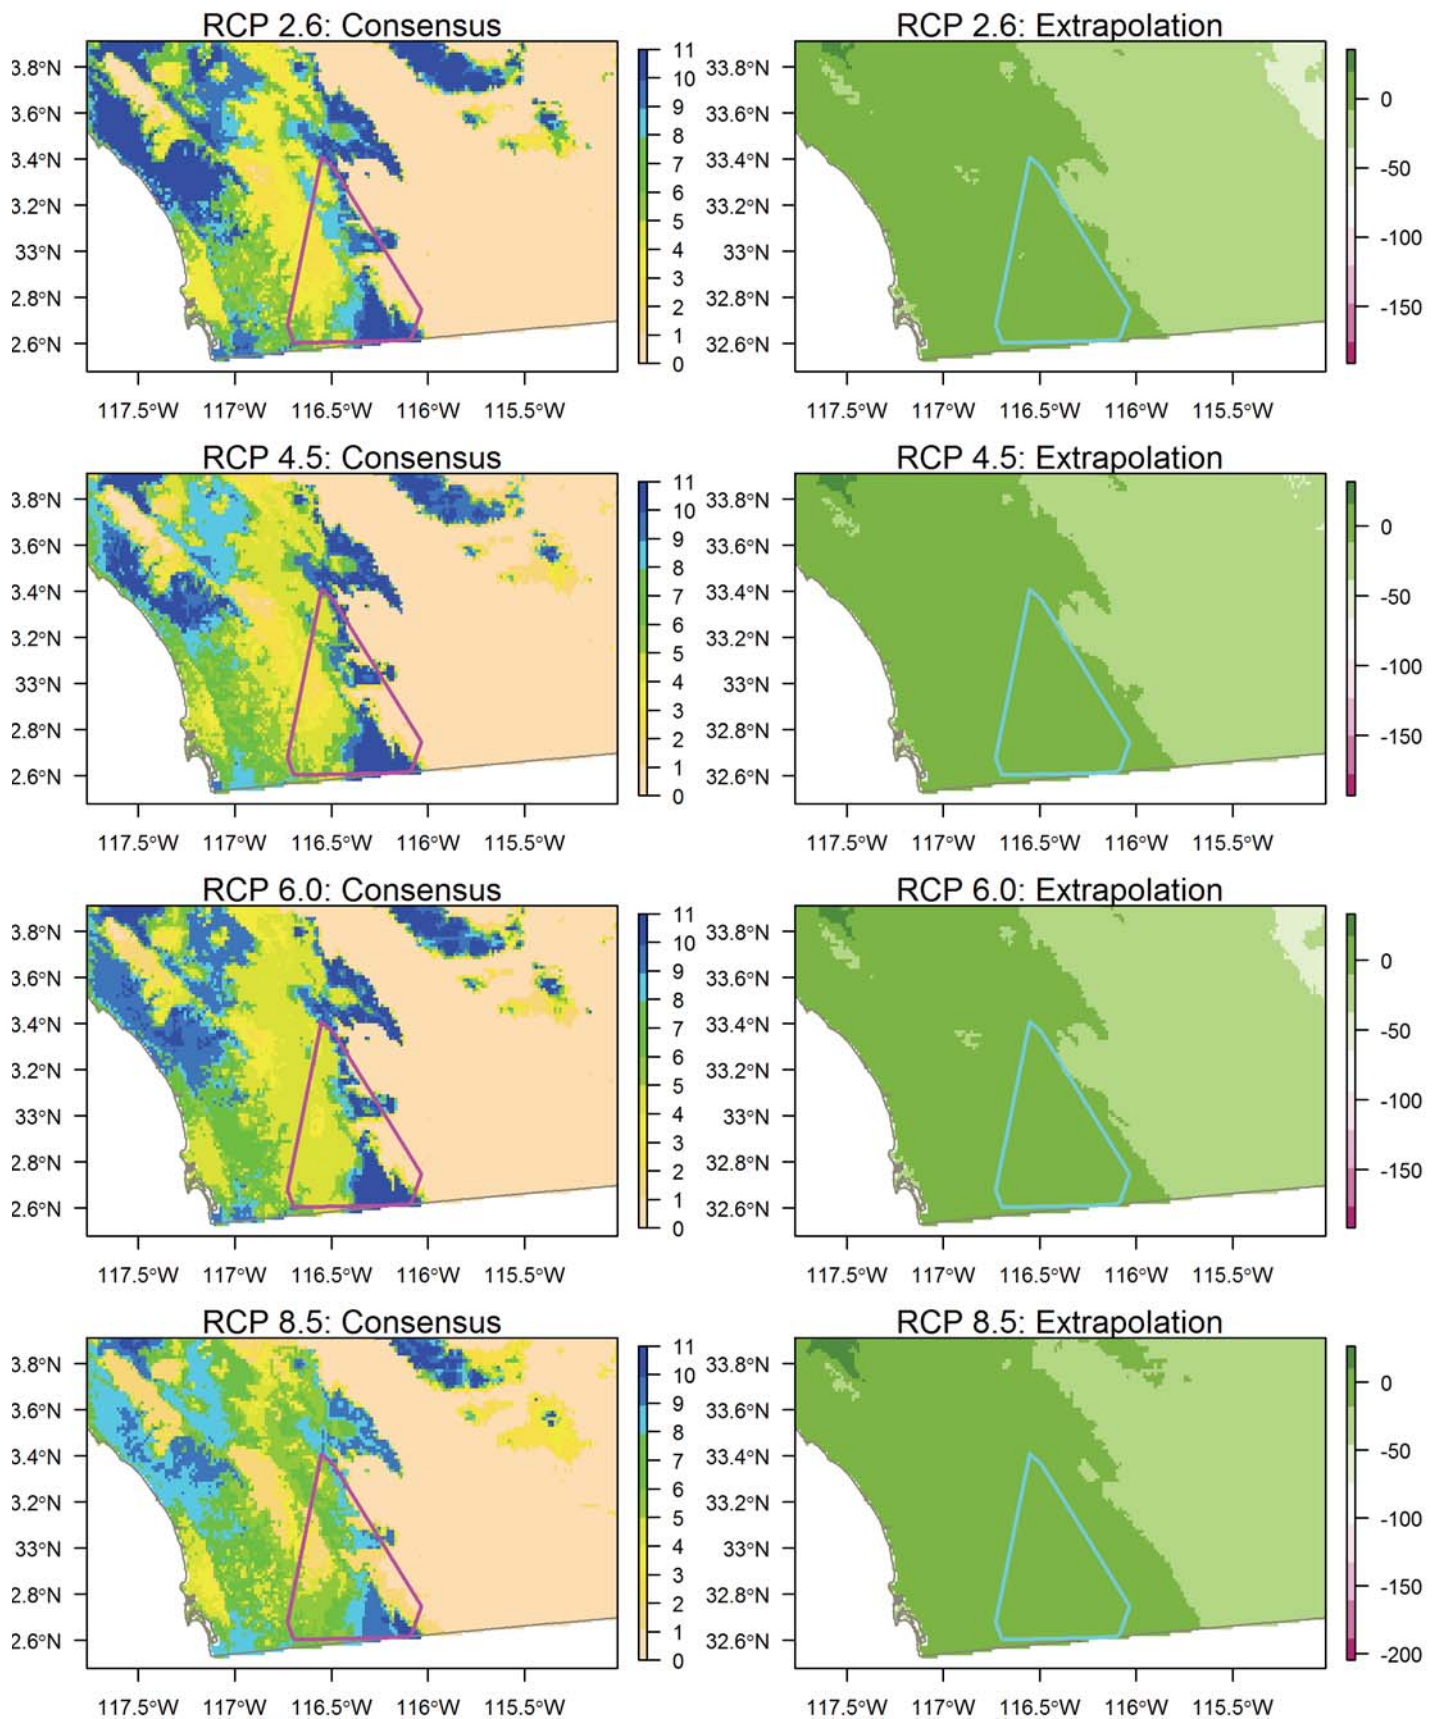 RCP 2.6: Consensus
RCP 2.6: Extrapolation
3.8°N
3.6°N
3.4°N
3.2°N
33°N
2.8°N
2.6°N
117.5°W 117°W 116.5°W 116°W 115.5°W
11
10
9
8
7
6
5
4
3
2
1
0
33.8°N
33.6°N
33.4°N
33.2°N
33°N
32.8°N
32.6°N
117.5°W 117°W 116.5°W 116°W 115.5°W
0
-50
-100
-150
RCP 4.5: Consensus
RCP 4.5: Extrapolation
3.8°N
3.6°N
3.4°N
3.2°N
33°N
2.8°N
2.6°N
117.5°W 117°W 116.5°W 116°W 115.5°W
11
10
9
8
7
6
5
4
3
2
1
0
33.8°N
33.6°N
33.4°N
33.2°N
33°N
32.8°N
32.6°N
117.5°W 117°W 116.5°W 116°W 115.5°W
0
-50
-100
-150
RCP 6.0: Consensus
RCP 6.0: Extrapolation
3.8°N
3.6°N
3.4°N
3.2°N
33°N
2.8°N
2.6°N
117.5°W 117°W 116.5°W 116°W 115.5°W
11
10
9
8
7
6
5
4
3
2
1
0
33.8°N
33.6°N
33.4°N
33.2°N
33°N
32.8°N
32.6°N
117.5°W 117°W 116.5°W 116°W 115.5°W
0
-50
-100
-150
RCP 8.5: Consensus
RCP 8.5: Extrapolation
3.8°N
3.6°N
3.4°N
3.2°N
33°N
2.8°N
2.6°N
117.5°W 117°W 116.5°W 116°W 115.5°W
11
10
9
8
7
6
5
4
3
2
1
0
33.8°N
33.6°N
33.4°N
33.2°N
33°N
32.8°N
32.6°N
117.5°W 117°W 116.5°W 116°W 115.5°W
0
-50
-100
-150
-200